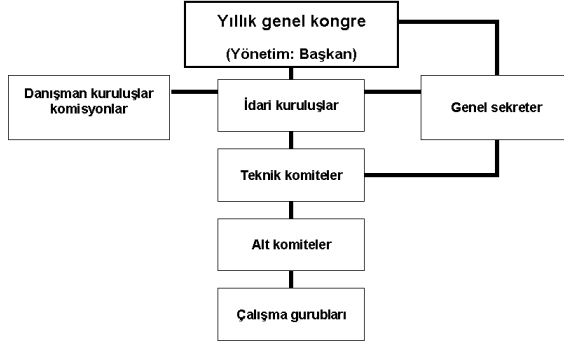 Yıllık genel kongre
(Yönetim: Başkan)
Danışman kuruluşlar
komisyonlar
İdari kuruluşlar
Genel sekreter
Teknik komiteler
Alt komiteler
Çalışma gurubları